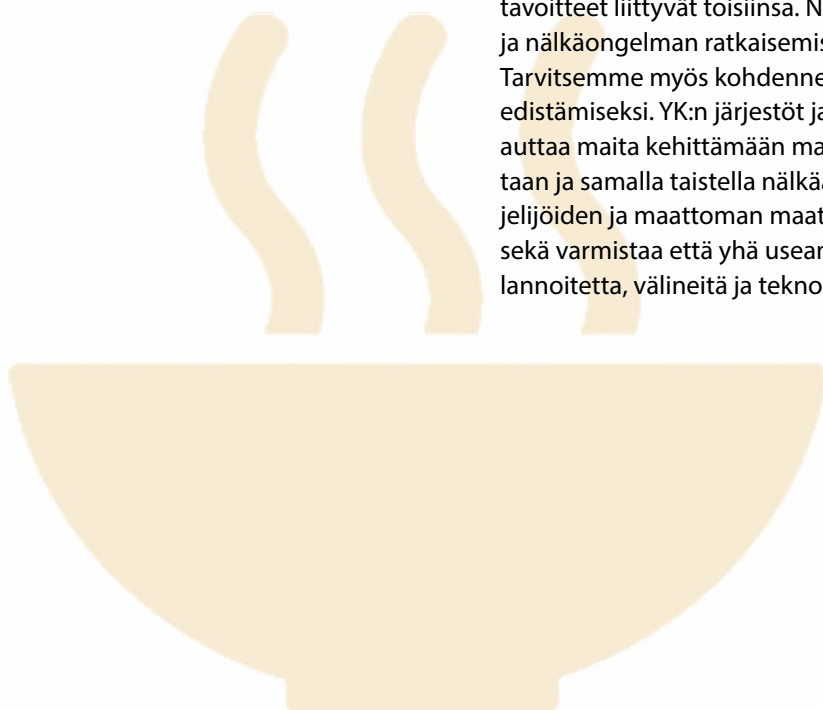 tavoitteet liittyvät toisiinsa. N
ja nälkäongelman ratkaisemis
Tarvitsemme myös kohdenne
edistämiseksi. YK:n järjestöt ja
auttaa maita kehittämään ma
taan ja samalla taistella nälkä
jelijöiden ja maattoman maat
sekä varmistaa että yhä usear
lannoitetta, välineitä ja tekno